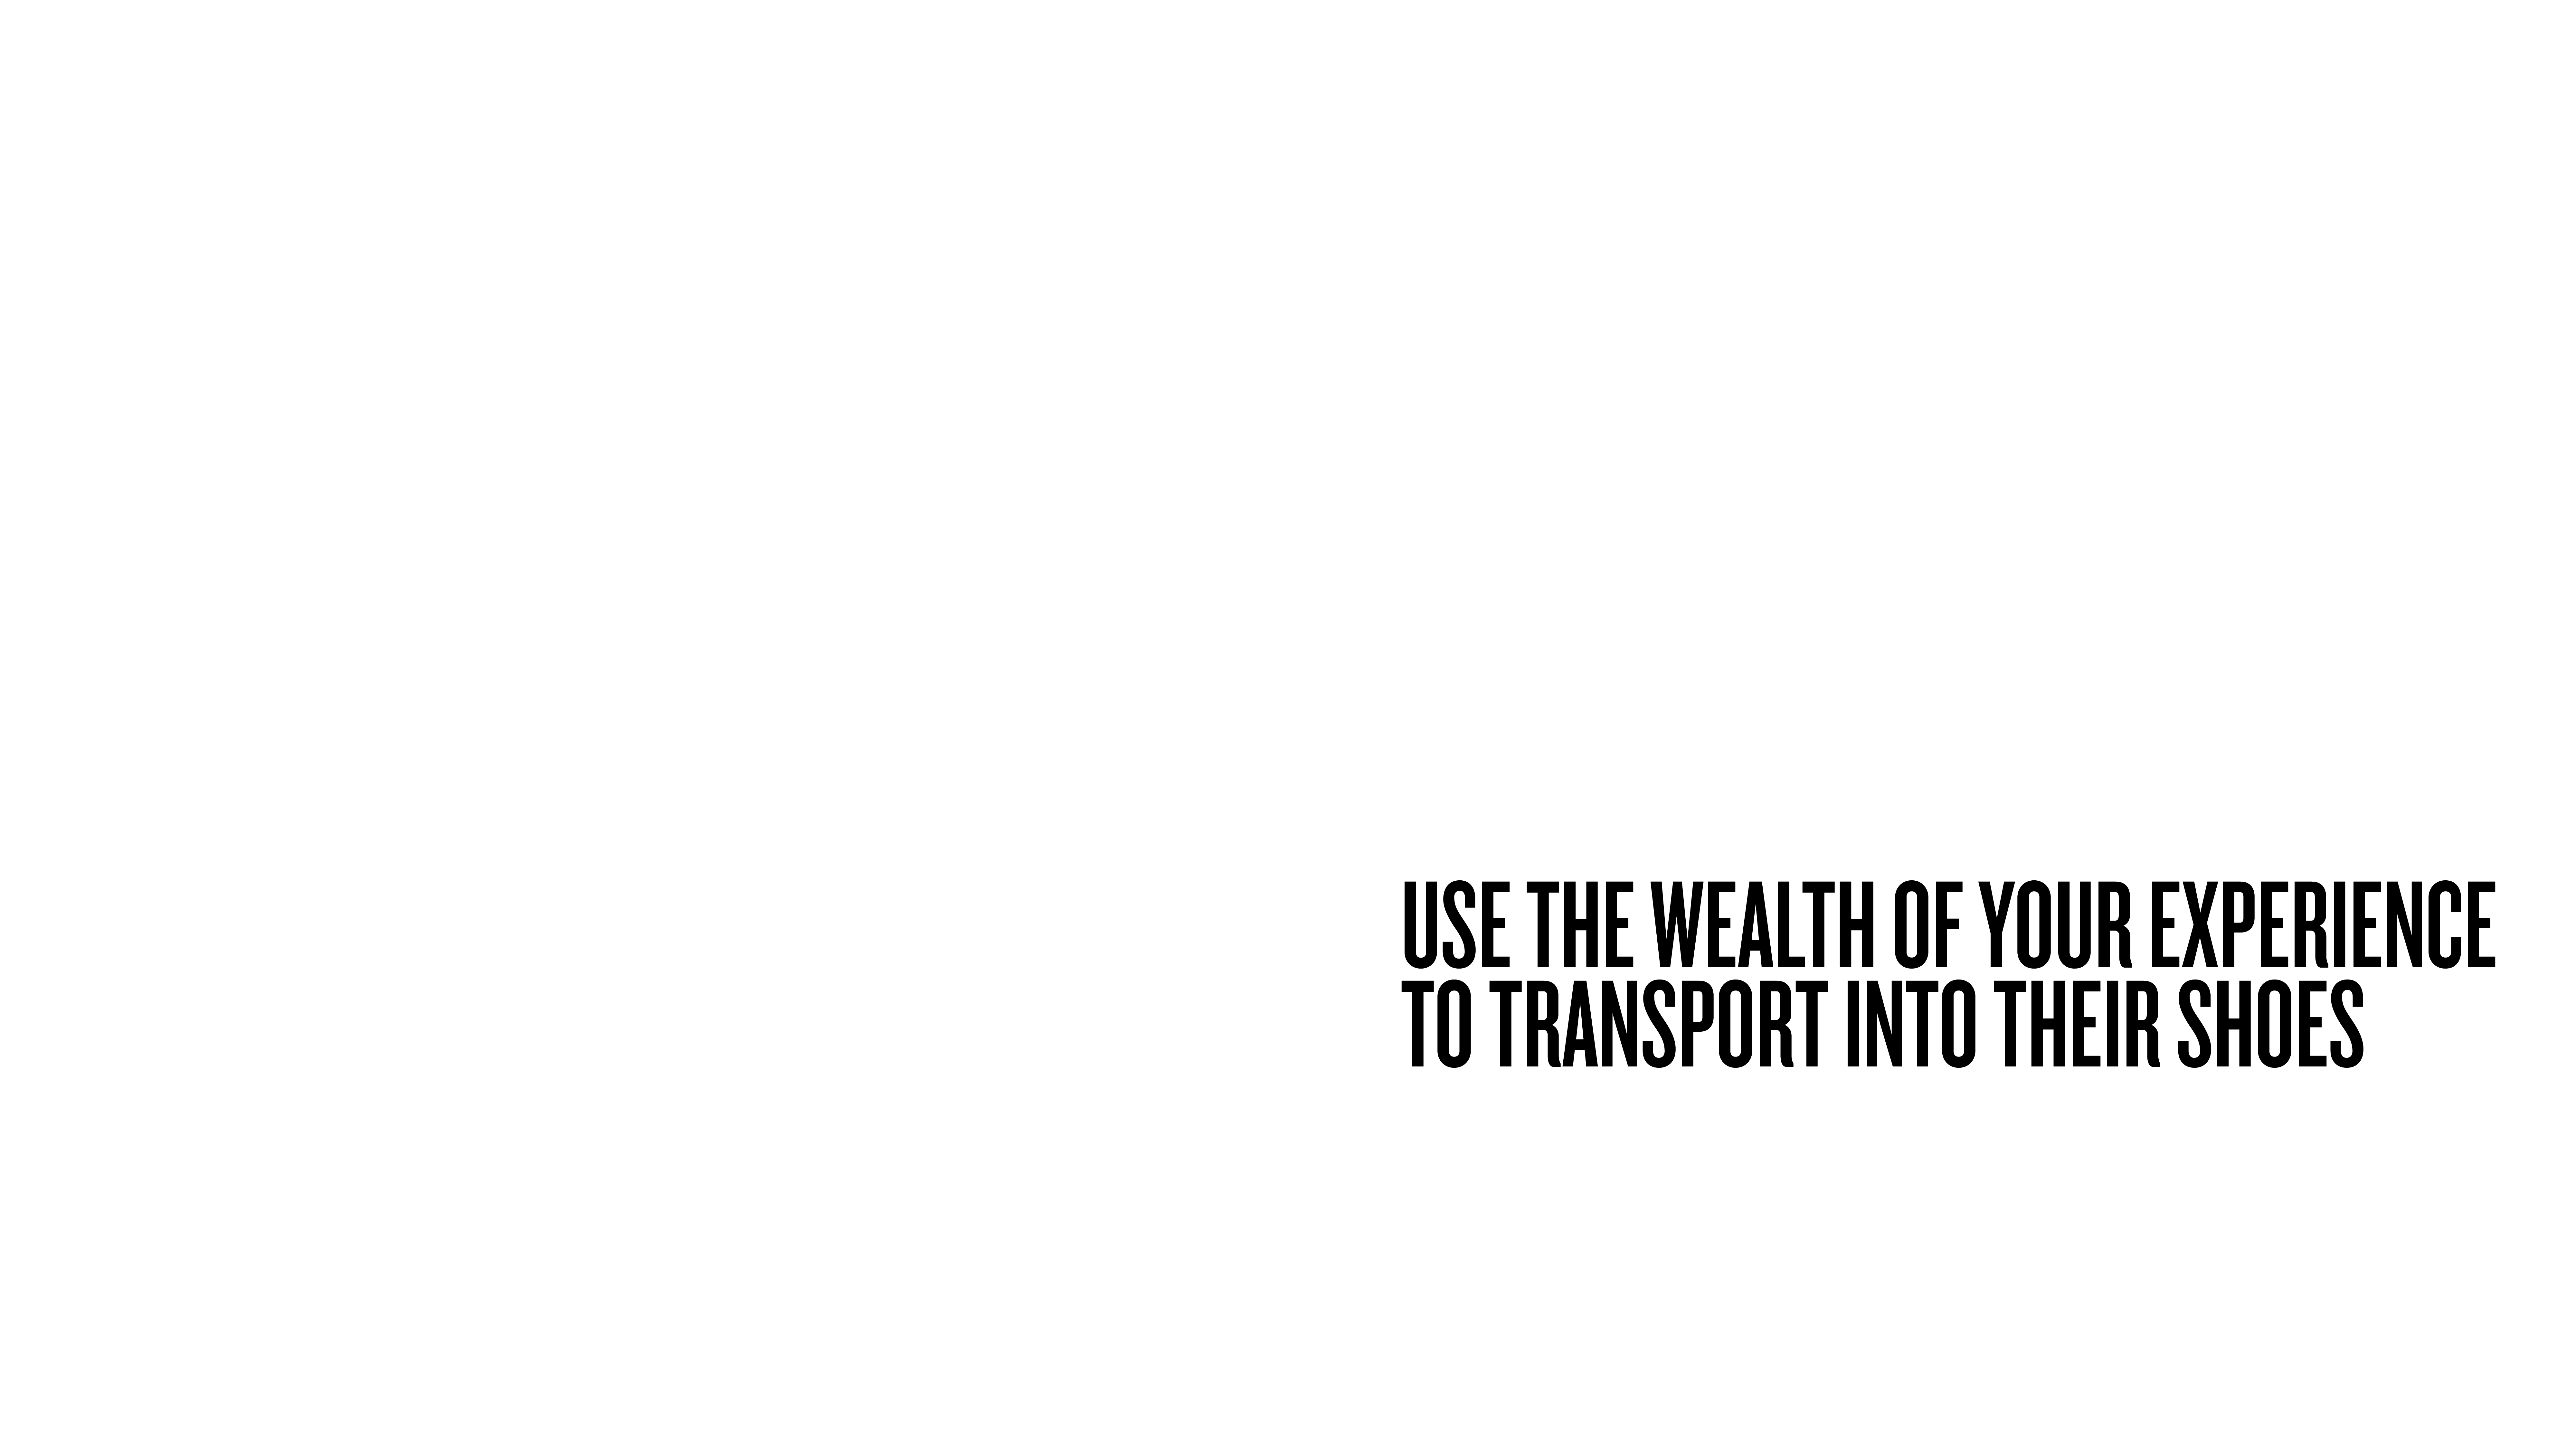 USE THE WEALTH OF YOUR EXPERIENCE
TO TRANSPORT INTO THEIR SHOES